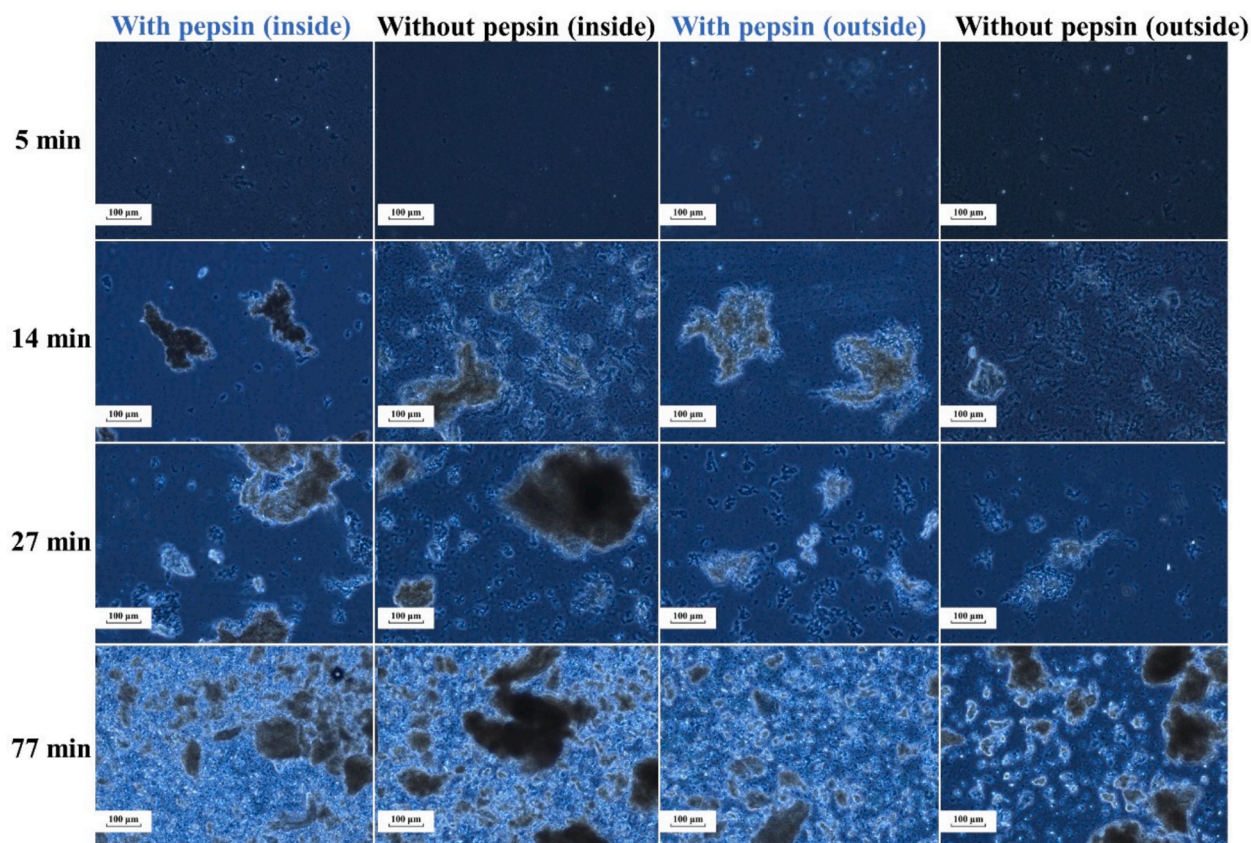 With pepsin (inside) Without pepsin (inside) With pepsin (outside) Without pepsin (outside)
5 min
100 µm 100 µm 100 µm 100 µm
14 min
100 µm 100 µm 100 µm 100 µm
27 min
100 µm 100 µm 100 µm 100 µm
77 min
100 µm 100 µm 100 µm 100 µm